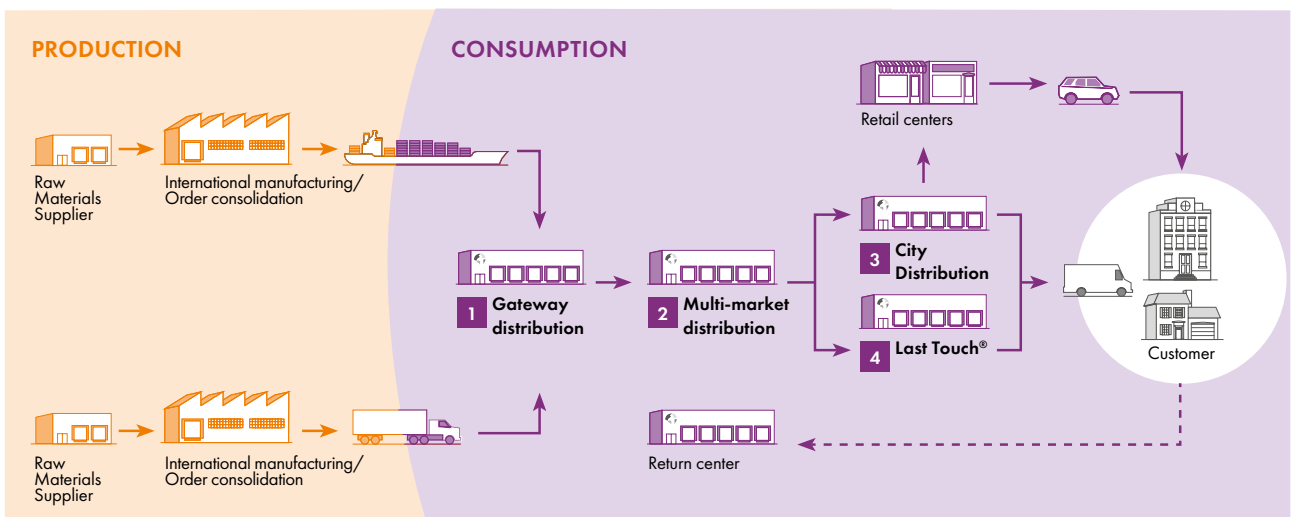 PRODUCTION
CONSUMPTION
Retail centers
Raw
Materials
Supplier
International manufacturing/
Order consolidation
1 Gateway
distribution
2 Multi-market
distribution
3 City
Distribution
4 Last Touch®
Customer
Raw
Materials
Supplier
International manufacturing/
Order consolidation
Return center